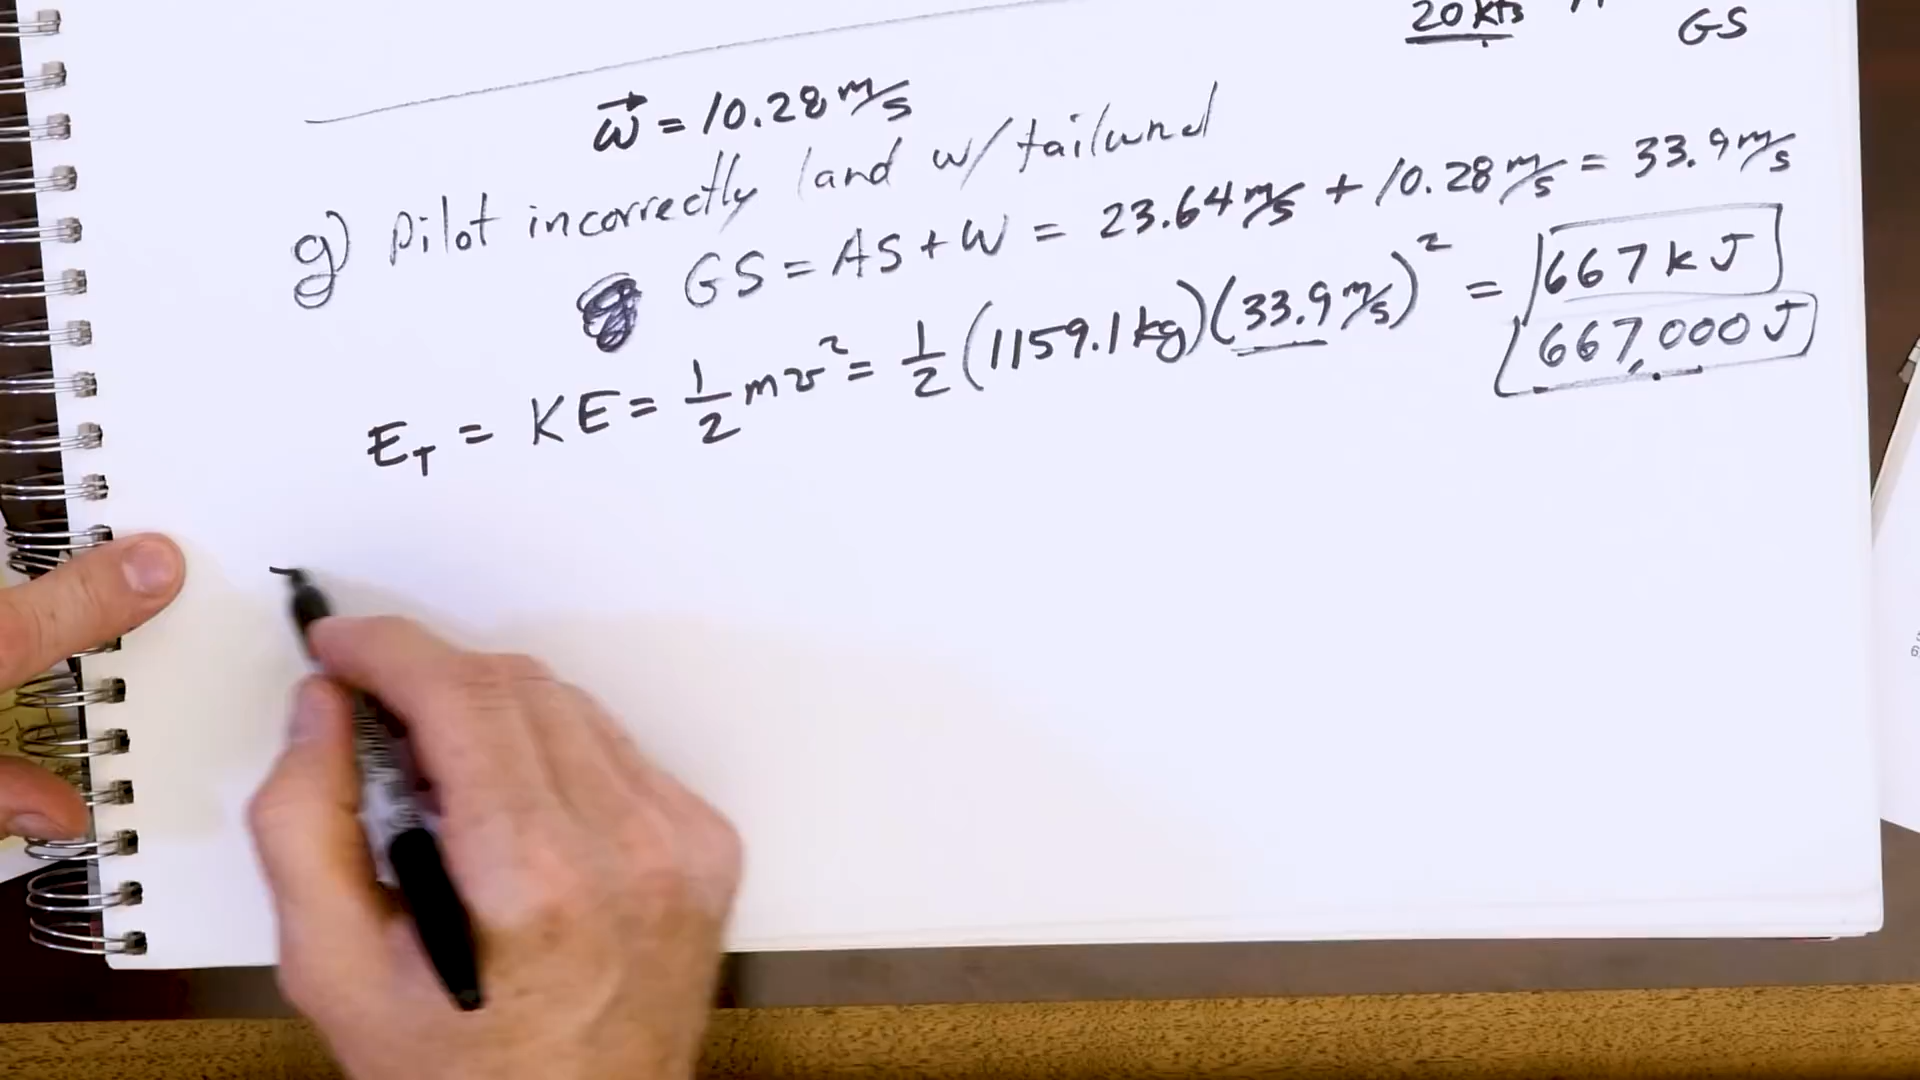 20 kts
GS
w⃗ = 10.28 m/s
g) Pilot incorrectly land w/ tailwind
GS = AS + W = 23.64 m/s + 10.28 m/s = 33.9 m/s
E_T = KE = 1/2 mv² = 1/2 (1159.1 kg)(33.9 m/s)² = 667 kJ
667,000 J